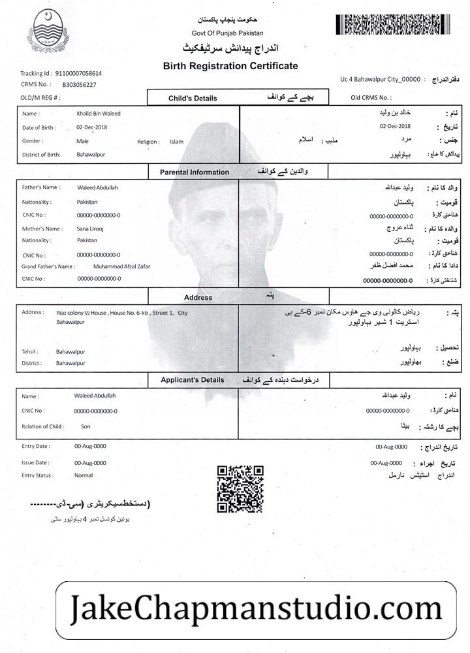 حکومت پنجاب پاکستان
Govt Of Punjab Pakistan
اندراج پیدائش سرٹیفکیٹ
Birth Registration Certificate
Tracking Id : 91100007058614
Uc 4 Bahawalpur City_00000 : دفتراندراج
CRMS No: : B303056227
OLD/M REG # :
Child's Details
بچے کے کوائف
Old CRMS No: :
Name : Khalid Bin Waleed
نام : خالد بن ولید
Date of Birth : 02-Dec-2018
02-Dec-2018
Gender : Male Religion : Islam
جنس : مرد مذہب : اسلام
District of Birth : Bahawalpur
پیدائش کا ضلع : بہاولپور
Parental Information
والدین کے کوائف
Father's Name : Waleed Abdullah
والد کا نام : ولید عبداللہ
Nationality : Pakistan
قومیت : پاکستان
CNIC No : 00000-0000000-0
شناختی کارڈ : 00000-0000000-0
Mother's Name : Sana Urooj
والدہ کا نام : ثناء عروج
Nationality : Pakistan
قومیت : پاکستان
CNIC No : 00000-0000000-0
شناختی کارڈ : 00000-0000000-0
Grand Father's Name : Muhammad Afzal Zafar
دادا کا نام : محمد افضل ظفر
CNIC No : 00000-0000000-0
شناختی کارڈ : 00000-0000000-0
Address
پتہ
Address : colony VJ House , House No. 6-kb , Street 1, City
Bahawalpur
پتہ : ریاض کالونی وی جے ھاوس مکان نمبر 6-کے بی
اسٹریٹ 1 شہر بہاولپور
Tehsil : Bahawalpur
تحصیل : بہاولپور
District : Bahawalpur
ضلع : بهاولپور
Applicant's Details
درخواست دہندہ کے کوائف
Name : Waleed Abdullah
نام : ولید عبداللہ
CNIC No : 00000-0000000-0
شناختی کارڈ : 00000-0000000-0
Relation of Child : Son
بچے کا رشتہ : بیٹا
Entry Date : 00-Aug-0000
تاریخ اندراج : 00-Aug-0000
Issue Date : 00-Aug-0000
تاریخ اجراء : 00-Aug-0000
Entry Status : Normal
اندراج اسٹیٹس نارمل
دستخط سیکریٹری (سی-ڈی)--------
یونین کونسل نمبر 4 بہاولپور سٹی
JakeChapmanstudio.com